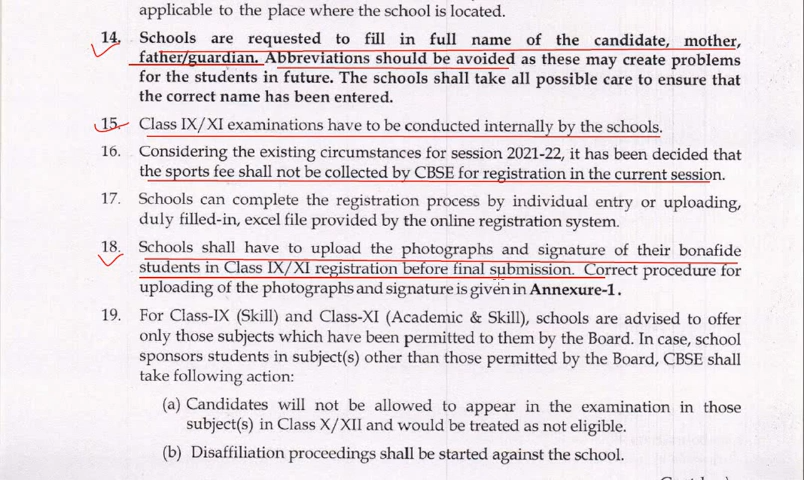 applicable to the place where the school is located.
14. Schools are requested to fill in full name of the candidate, mother,
father/guardian. Abbreviations should be avoided as these may create problems
for the students in future. The schools shall take all possible care to ensure that
the correct name has been entered.
15. Class IX/XI examinations have to be conducted internally by the schools.
16. Considering the existing circumstances for session 2021-22, it has been decided that
the sports fee shall not be collected by CBSE for registration in the current session.
17. Schools can complete the registration process by individual entry or uploading,
duly filled-in, excel file provided by the online registration system.
18. Schools shall have to upload the photographs and signature of their bonafide
students in Class IX/XI registration before final submission. Correct procedure for
uploading of the photographs and signature is given in Annexure-1.
19. For Class-IX (Skill) and Class-XI (Academic & Skill), schools are advised to offer
only those subjects which have been permitted to them by the Board. In case, school
sponsors students in subject(s) other than those permitted by the Board, CBSE shall
take following action:
(a) Candidates will not be allowed to appear in the examination in those
subject(s) in Class X/XII and would be treated as not eligible.
(b) Disaffiliation proceedings shall be started against the school.